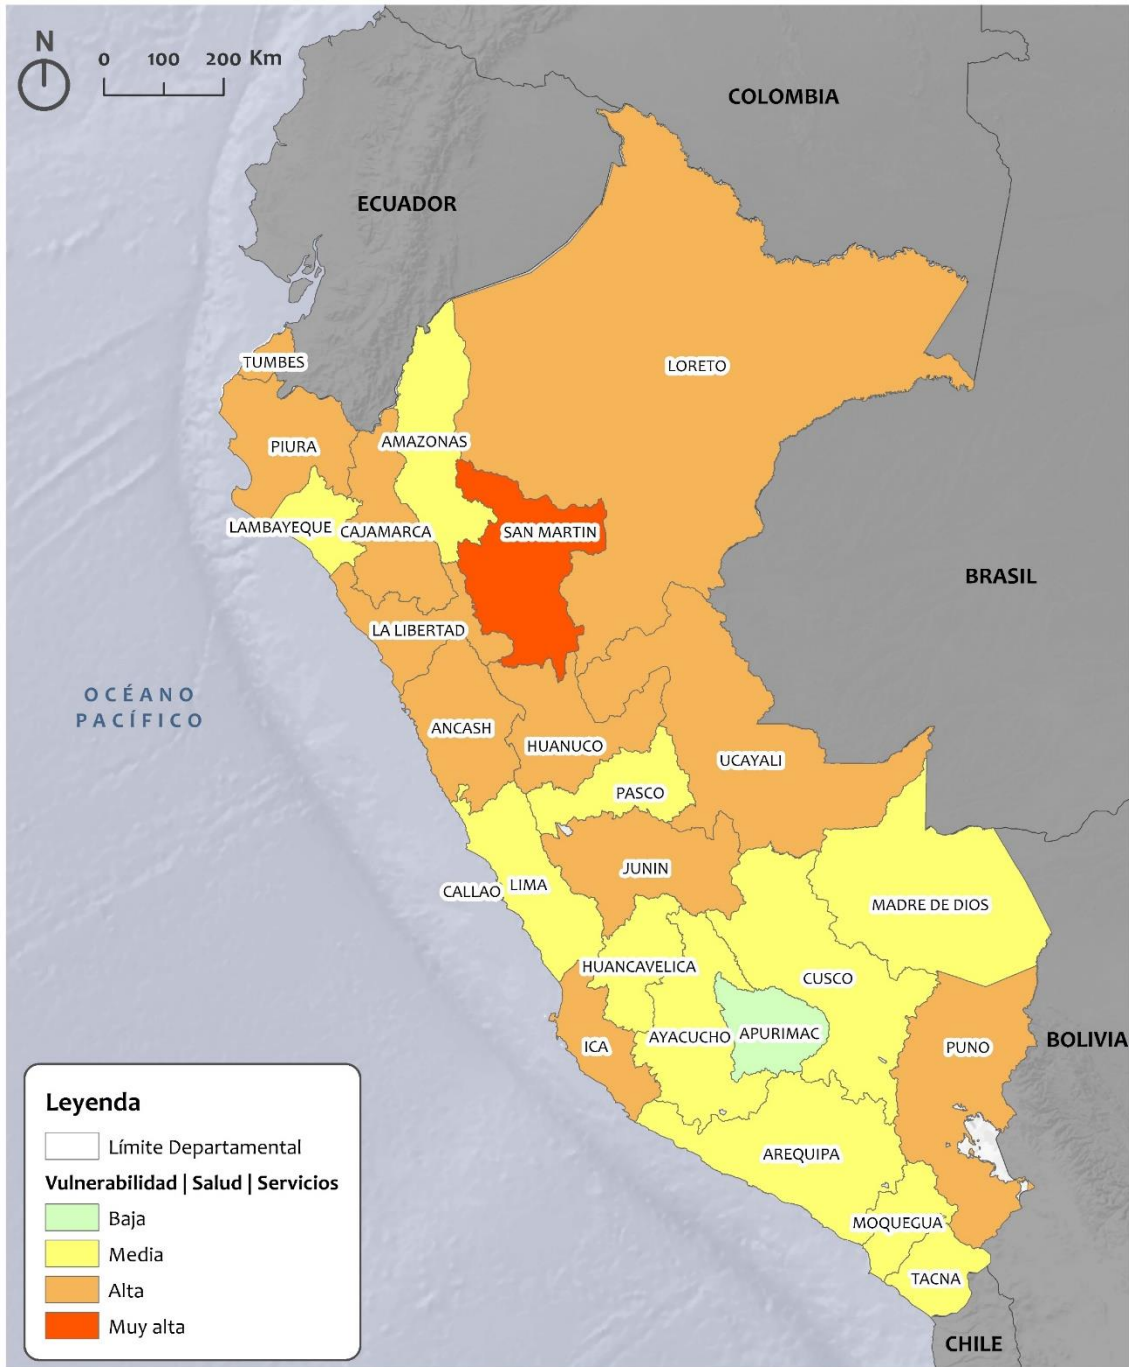 N
0 100 200 Km
COLOMBIA
ECUADOR
TUMBES
LORETO
PIURA
AMAZONAS
LAMBAYEQUE
CAJAMARCA
SAN MARTIN
BRASIL
LA LIBERTAD
OCÉANO
PACÍFICO
ANCASH
HUANUCO
UCAYALI
PASCO
JUNIN
CALLAO
LIMA
MADRE DE DIOS
HUANCAVELICA
CUSCO
ICA
AYACUCHO
APURIMAC
PUNO
BOLIVIA
AREQUIPA
MOQUEGUA
TACNA
CHILE
Leyenda
Límite Departamental
Vulnerabilidad | Salud | Servicios
Baja
Media
Alta
Muy alta